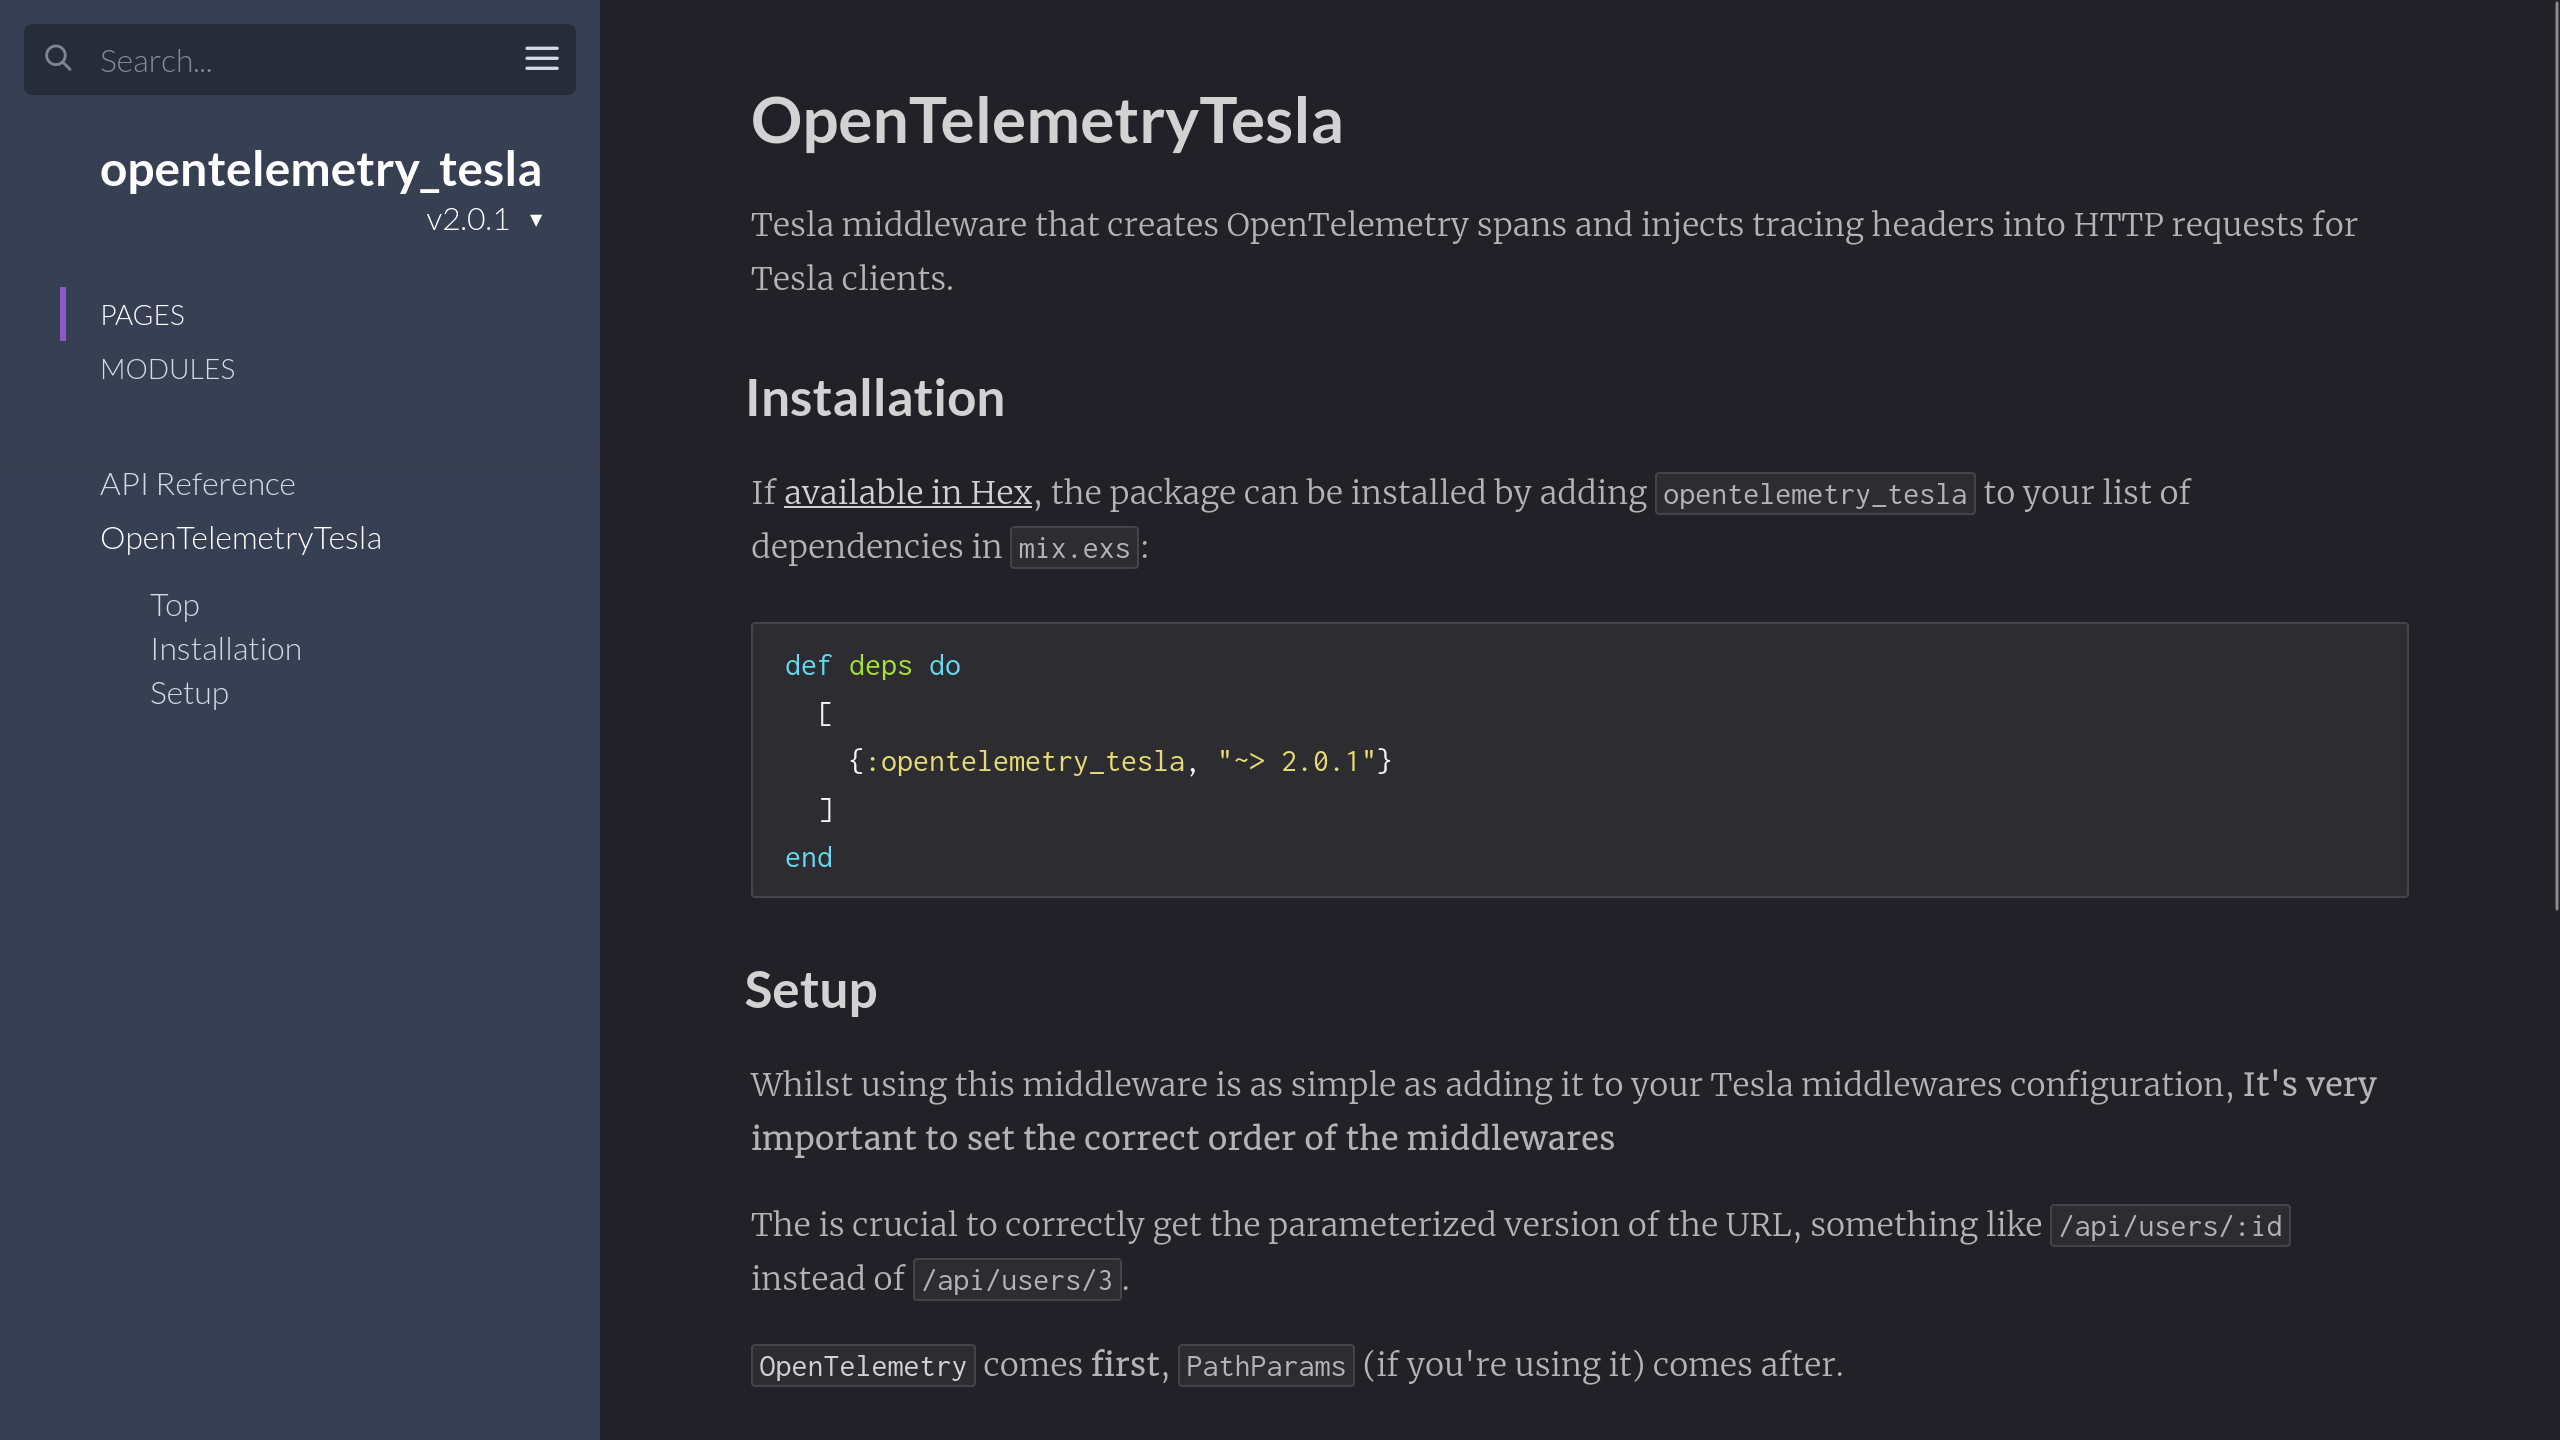 Search...
opentelemetry_tesla
v2.0.1 ▼
PAGES
MODULES
API Reference
OpenTelemetryTesla
Top
Installation
Setup
OpenTelemetryTesla
Tesla middleware that creates OpenTelemetry spans and injects tracing headers into HTTP requests for
Tesla clients.
Installation
If available in Hex, the package can be installed by adding opentelemetry_tesla to your list of
dependencies in mix.exs:
def deps do
  [
    {:opentelemetry_tesla, "~> 2.0.1"}
  ]
end
Setup
Whilst using this middleware is as simple as adding it to your Tesla middlewares configuration, It's very
important to set the correct order of the middlewares
The is crucial to correctly get the parameterized version of the URL, something like /api/users/:id
instead of /api/users/3.
OpenTelemetry comes first, PathParams (if you're using it) comes after.